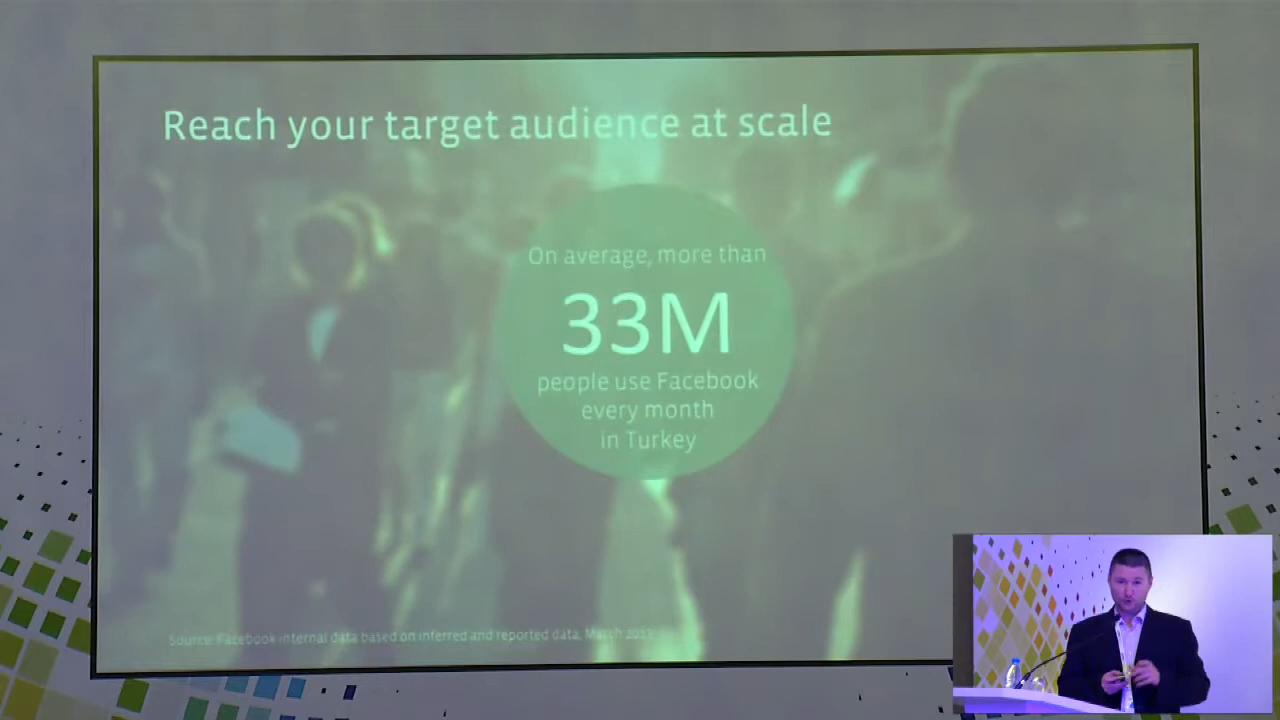 Reach your target audience at scale
On average, more than
33M
people use Facebook
every month
in Turkey
Source: Facebook internal data based on inferred and reported data, March